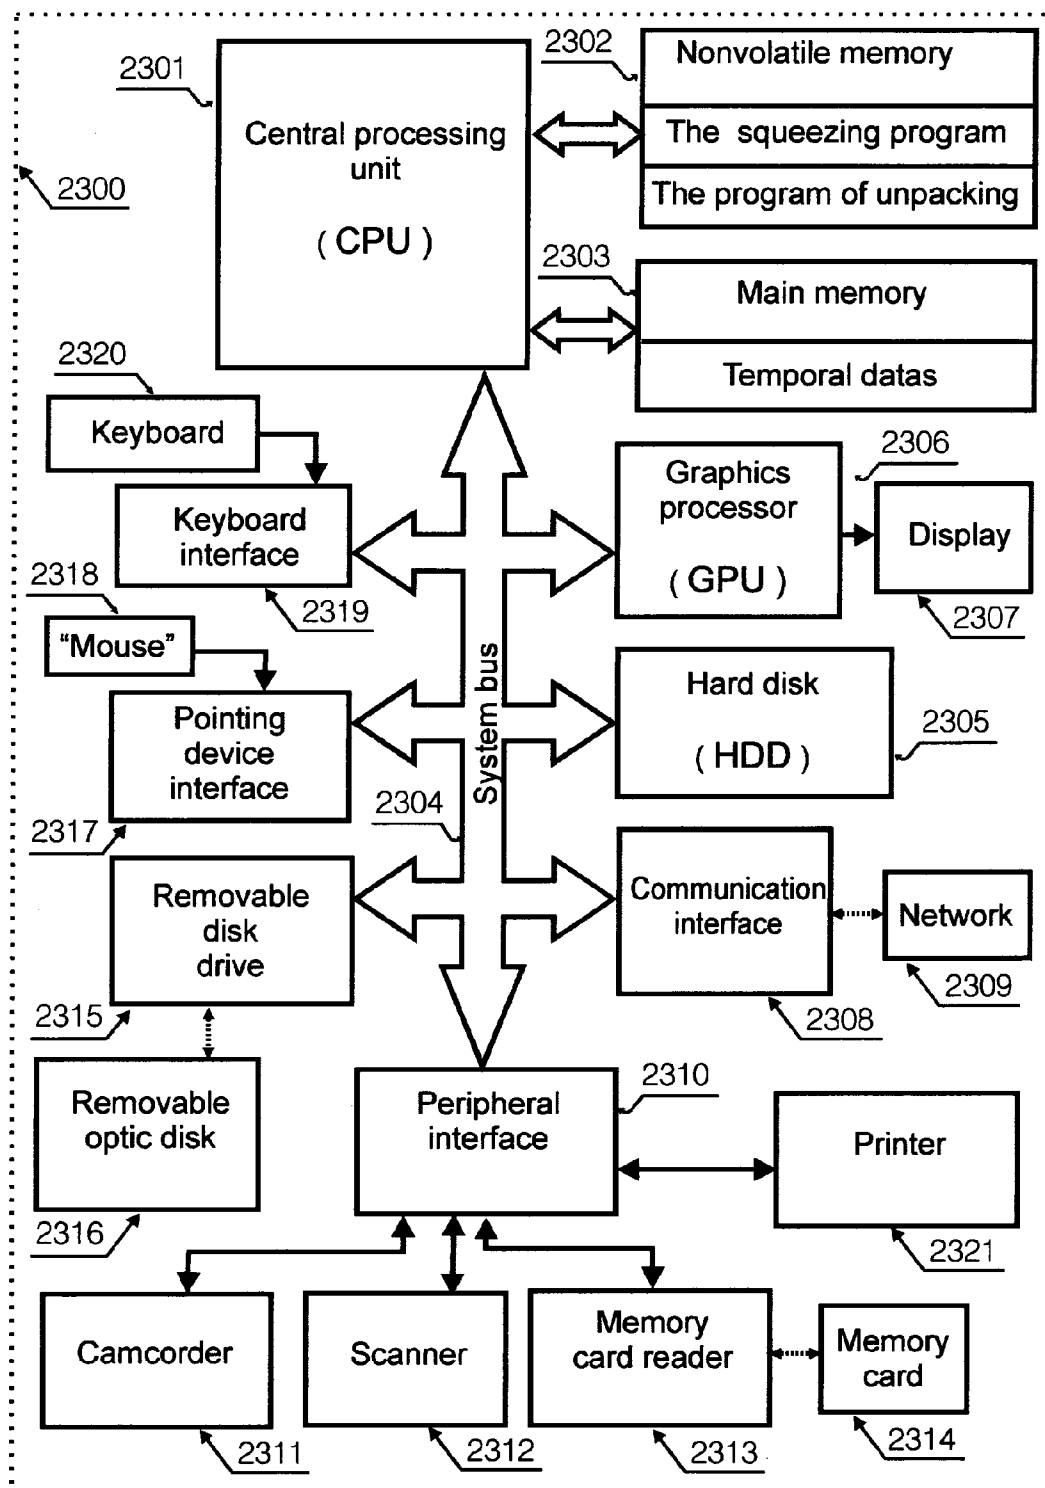 2301
Central processing
unit
( CPU )
2302
Nonvolatile memory
The squeezing program
The program of unpacking
2300
2303
Main memory
Temporal datas
2320
Keyboard
Keyboard
interface
2319
2306
Graphics
processor
( GPU )
Display
2307
2318
“Mouse”
Pointing
device
interface
2317
System bus
2304
Hard disk
( HDD )
2305
Removable
disk
drive
2315
Communication
interface
2308
Network
2309
Removable
optic disk
2316
Peripheral
interface
2310
Printer
2321
Camcorder
2311
Scanner
2312
Memory
card reader
2313
Memory
card
2314